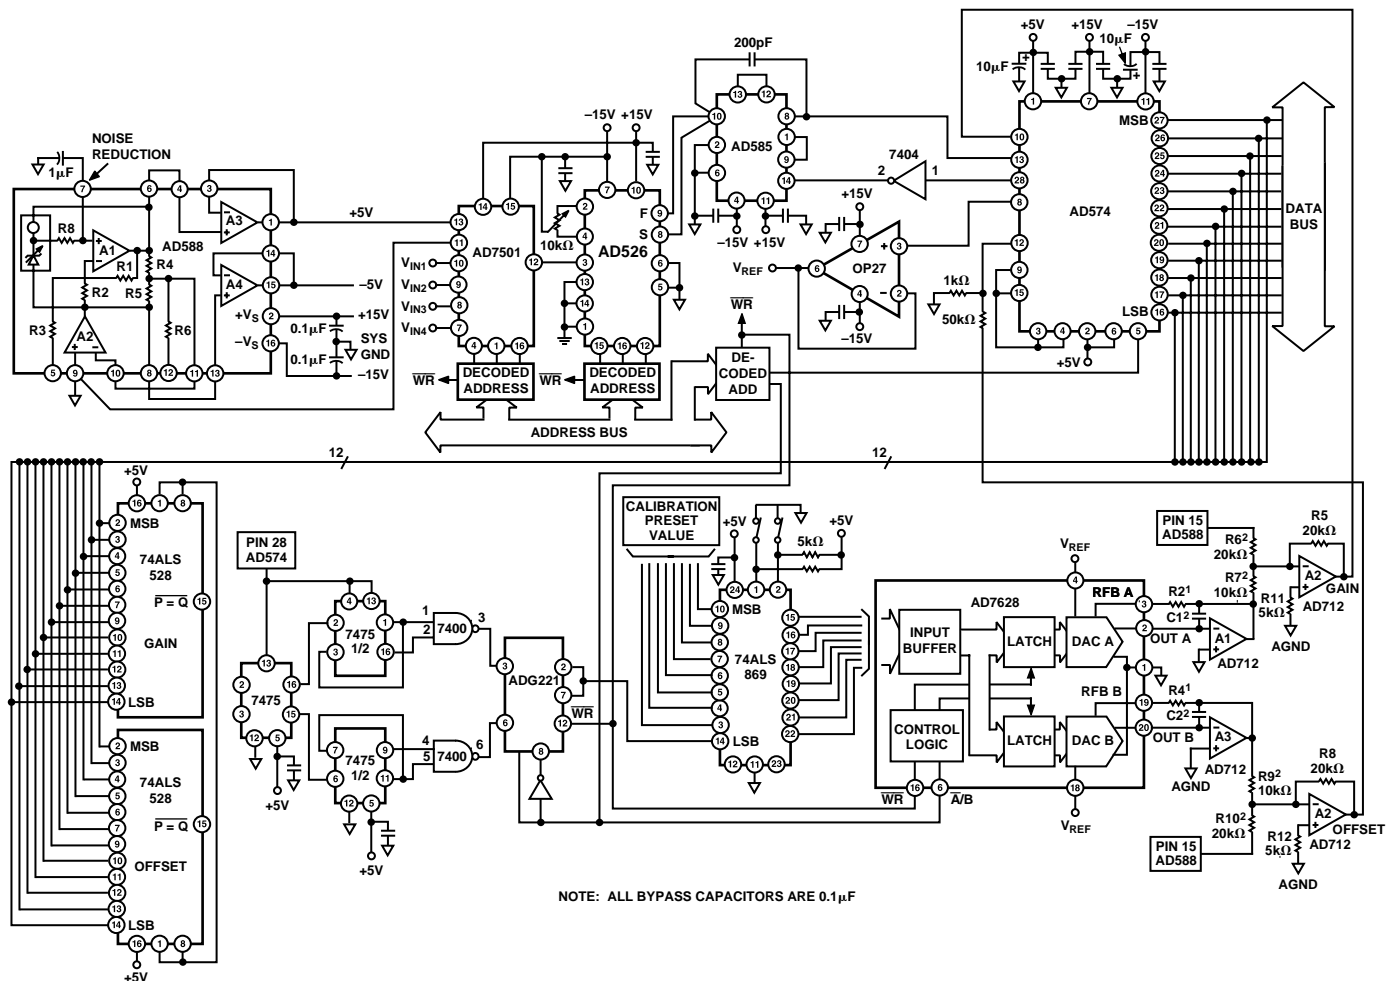 +5V +15V –15V
10µF
10µF
200pF
13 12
10 8
2 1
AD585
6 9
14
4 11
–15V +15V
7404
2 1
1 7 11
MSB 27
10 26
13 25
28 24
8 23
AD574 22
12 21
20
9 19
15 18
17
LSB 16
3 4 2 6 5
+5V
DATA
BUS
NOISE
REDUCTION
1µF
7 6 4 3
R8
A1
AD588
A3
1
+5V
R1 R4
R2 R5
A4
14
15
–5V
R3
A2
R6
+VS 2
+15V
0.1µF
SYS
GND
0.1µF
–VS 16
–15V
5 9 10 8 12 11 13
–15V +15V
14 15
13
11
AD7501
VIN1 10
VIN2 9
VIN3 8
VIN4 7
12
4 1 16
DECODED
ADDRESS
WR
7 10
2
F 9
10kΩ
4
S 8
AD526
3
6
13
5
14
1
15 16 12
DECODED
ADDRESS
WR
WR
DE-
CODED
ADD
ADDRESS BUS
+15V
7
+ 3
VREF
6
OP27
4
– 2
–15V
1kΩ
50kΩ
12
12
+5V
16 1 8
2 MSB
3
4 74ALS
5 528
6
7 P = Q 15
9
10
11 GAIN
12
13
14 LSB
2 MSB
3
4 74ALS
5 528
6
7 P = Q 15
9
10 OFFSET
11
12
13
14 LSB
16 1 8
+5V
PIN 28
AD574
13
2 16
7475
3 15
12 5
+5V
4 13
2 1
7475
1/2
3 16
7 9
7475
1/2
6 11
12 5
+5V
1
2
7400
3
4
5
7400
6
3 2
ADG221
7
6 WR
12
8
CALIBRATION
PRESET
VALUE
+5V +5V
5kΩ
24 1 2
10 MSB 15
9 16
8 17
7 74ALS 18
6 869 19
5 20
4 21
3 22
14 LSB
12 11 23
VREF
4
AD7628
RFB A
3
INPUT
BUFFER
LATCH
DAC A
2
OUT A
1
RFB B
19
CONTROL
LOGIC
LATCH
DAC B
20
OUT B
WR 16 6 A/B
18
VREF
PIN 15
AD588
R6²
20kΩ
R5
20kΩ
R7²
10kΩ
A2
R11
5kΩ
AD712
GAIN
AGND
R2¹
C1²
A1
AD712
R4¹
C2²
A3
AD712
AGND
R9²
10kΩ
R8
20kΩ
R10²
20kΩ
A2
R12
5kΩ
AD712
OFFSET
PIN 15
AD588
AGND
NOTE: ALL BYPASS CAPACITORS ARE 0.1µF